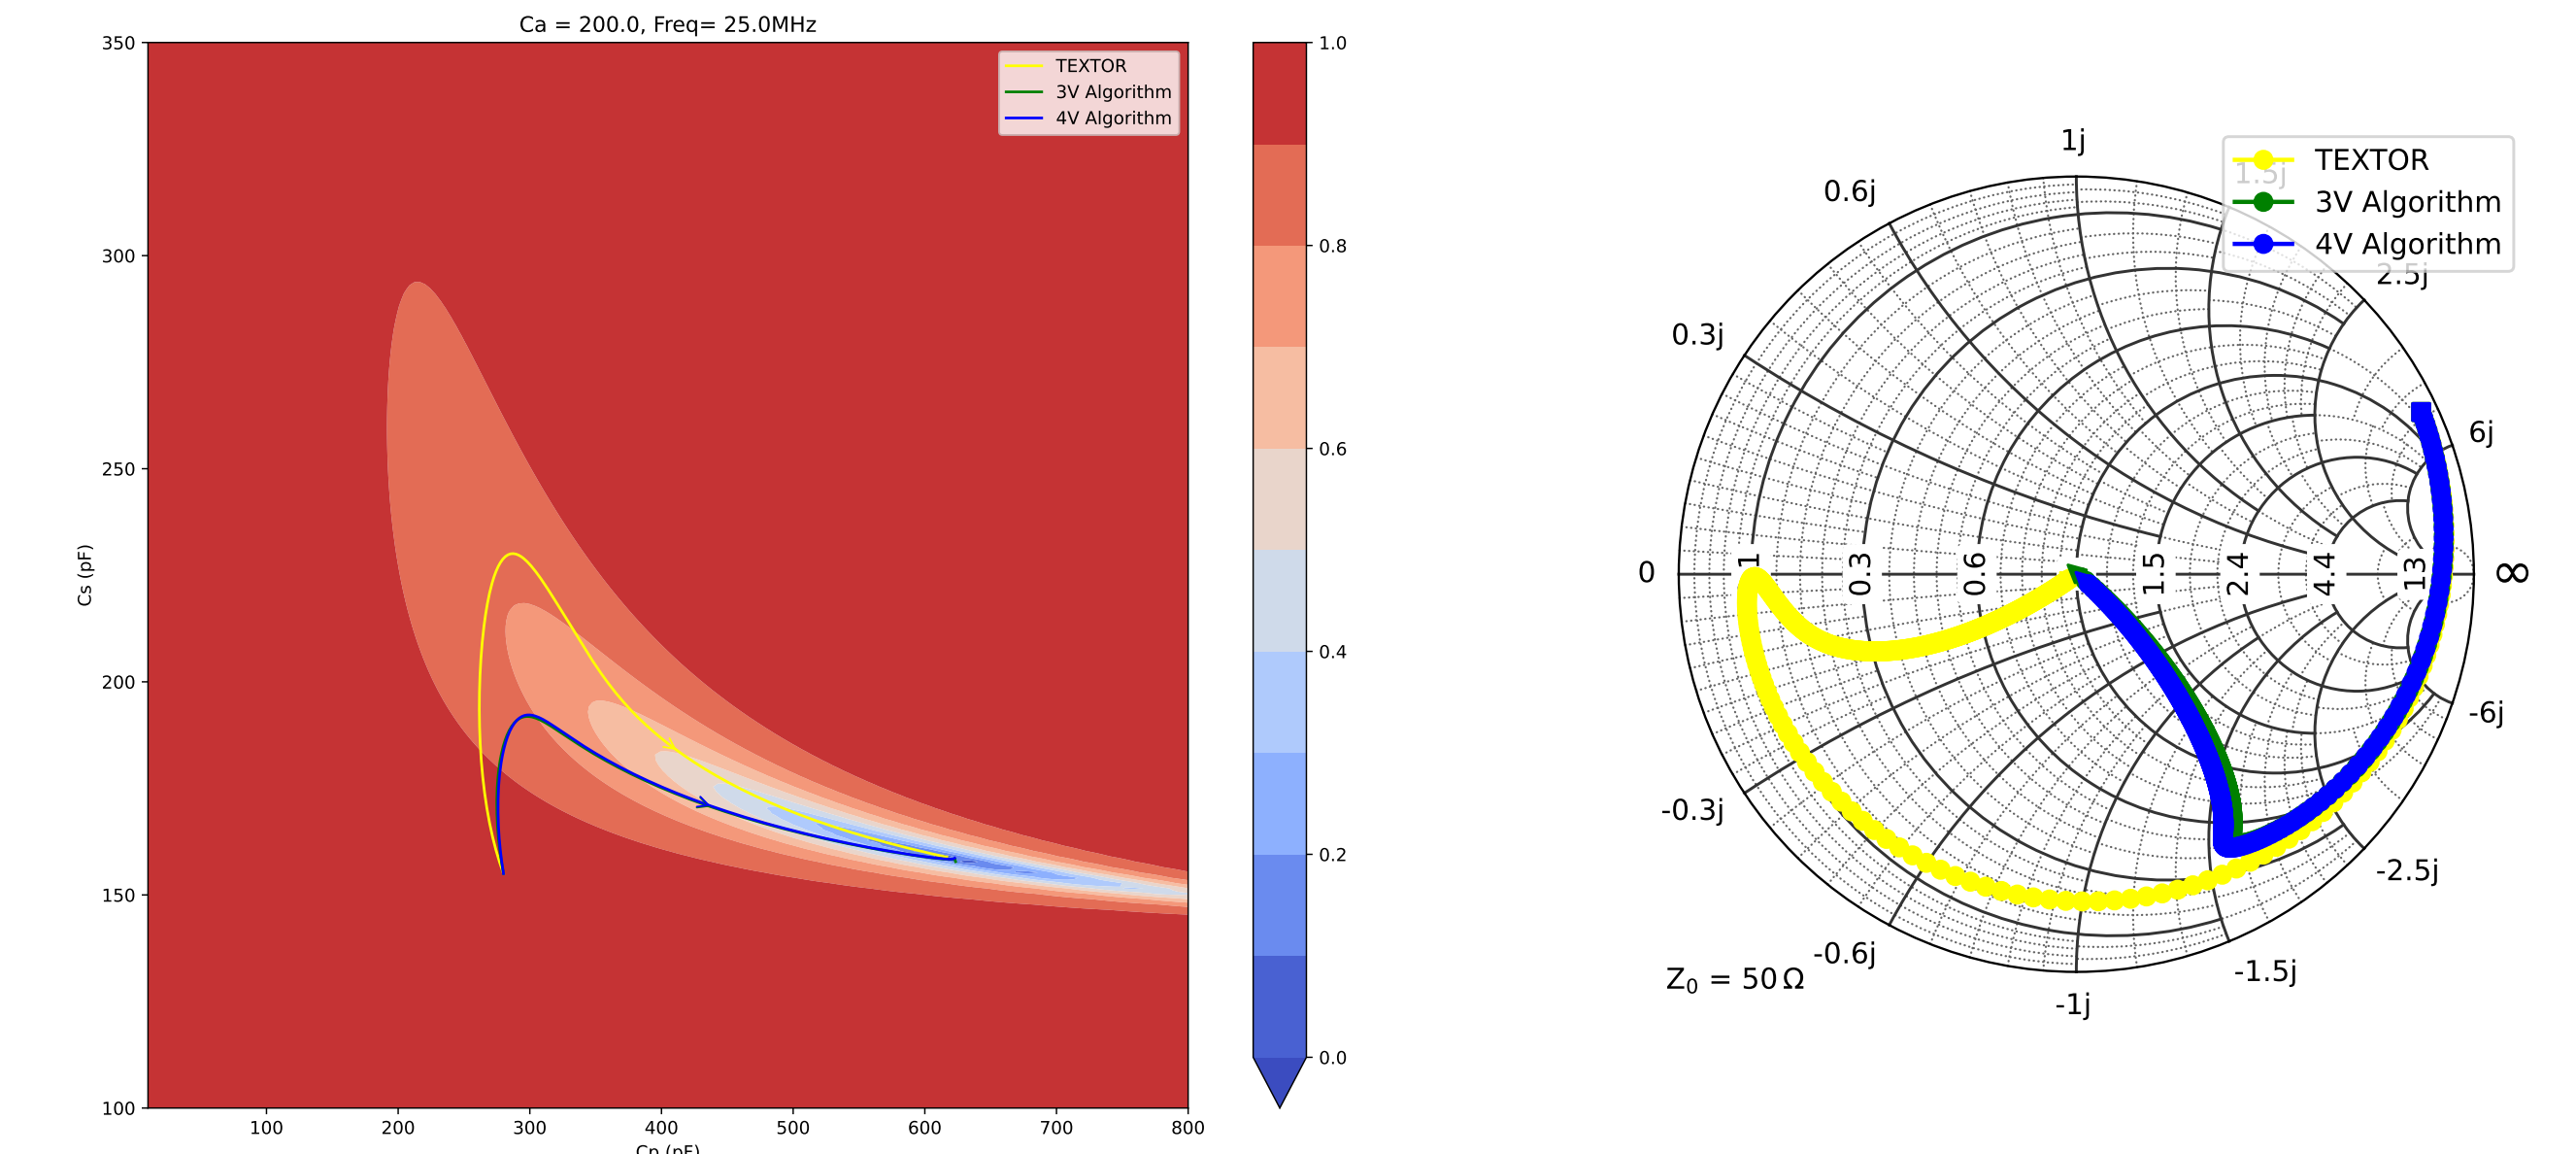 Ca = 200.0, Freq= 25.0MHz
350
300
250
200
150
100
Cs (pF)
100
200
300
400
500
600
700
800
Cp (pF)
TEXTOR
3V Algorithm
4V Algorithm
1.0
0.8
0.6
0.4
0.2
0.0
TEXTOR
3V Algorithm
4V Algorithm
1j
1.5j
0.6j
2.5j
0.3j
6j
0
0.3
0.6
1.5
2.4
4.4
13
∞
-6j
-0.3j
-2.5j
-0.6j
-1.5j
-1j
Z0 = 50 Ω